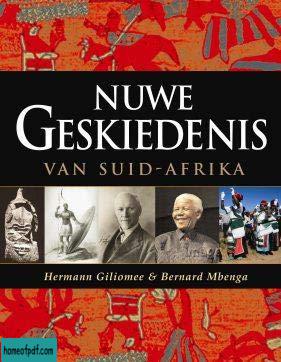 NUWE
GESKIEDENIS
VAN SUID-AFRIKA
Hermann Giliomee & Bernard Mbenga
homeofpdf.com